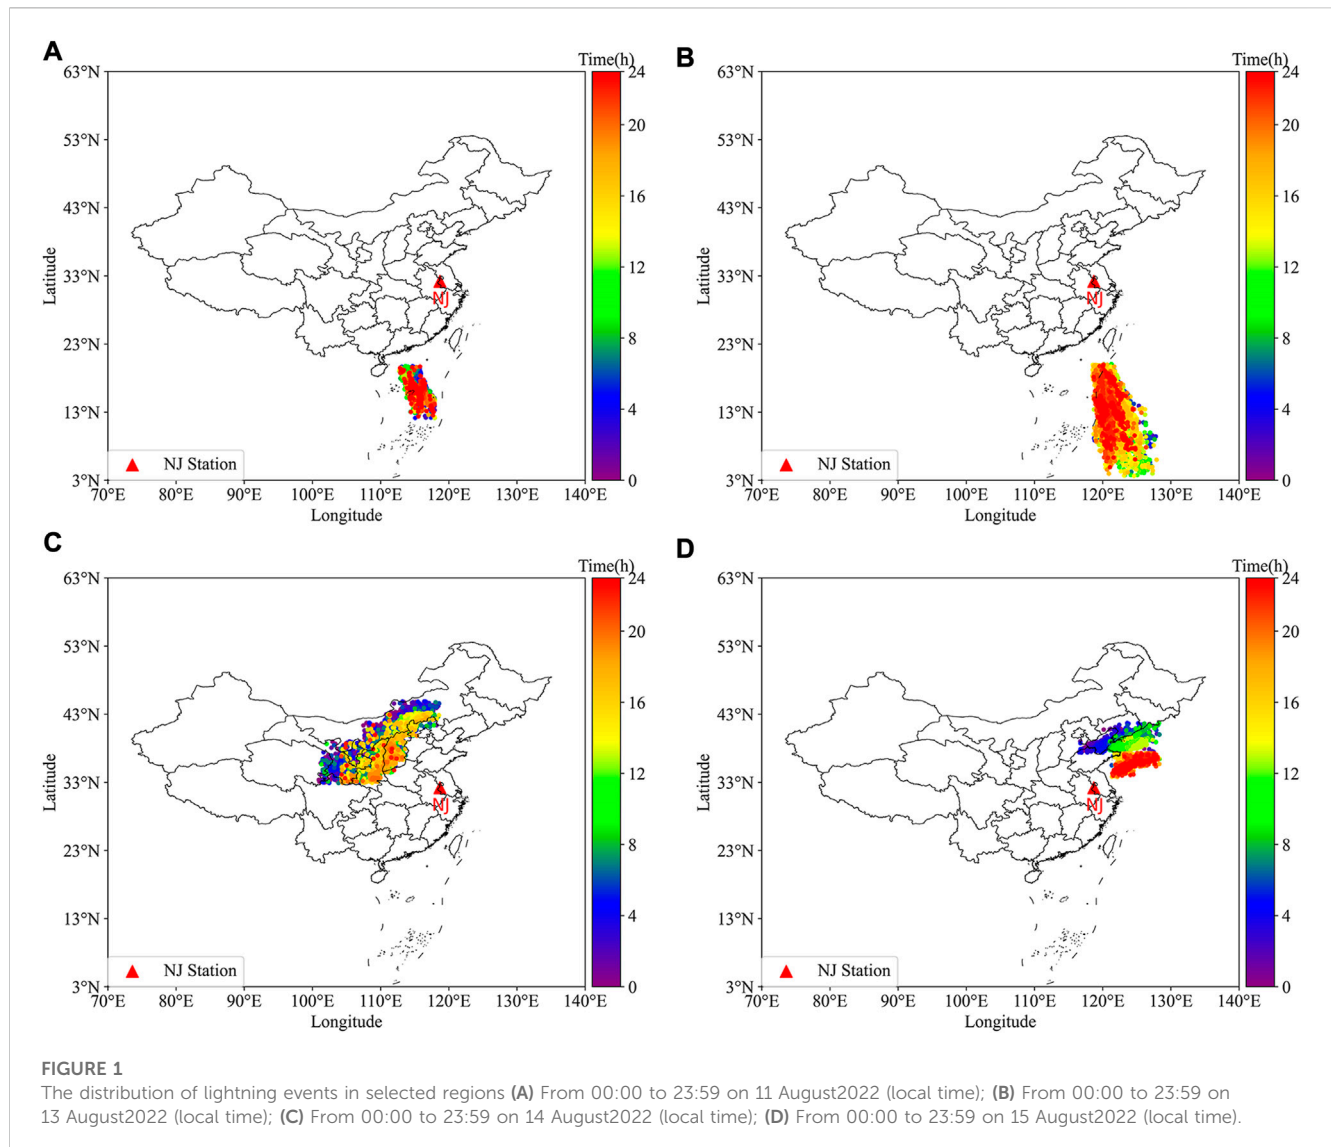 A
B
Time(h)
Time(h)
63°N
53°N
43°N
33°N
23°N
13°N
3°N
Latitude
NJ
NJ Station
70°E 80°E 90°E 100°E 110°E 120°E 130°E 140°E
Longitude
24
20
16
12
8
4
0
63°N
53°N
43°N
33°N
23°N
13°N
3°N
Latitude
NJ
NJ Station
70°E 80°E 90°E 100°E 110°E 120°E 130°E 140°E
Longitude
24
20
16
12
8
4
0
C
D
Time(h)
Time(h)
63°N
53°N
43°N
33°N
23°N
13°N
3°N
Latitude
NJ
NJ Station
70°E 80°E 90°E 100°E 110°E 120°E 130°E 140°E
Longitude
24
20
16
12
8
4
0
63°N
53°N
43°N
33°N
23°N
13°N
3°N
Latitude
NJ
NJ Station
70°E 80°E 90°E 100°E 110°E 120°E 130°E 140°E
Longitude
24
20
16
12
8
4
0
FIGURE 1
The distribution of lightning events in selected regions (A) From 00:00 to 23:59 on 11 August2022 (local time); (B) From 00:00 to 23:59 on
13 August2022 (local time); (C) From 00:00 to 23:59 on 14 August2022 (local time); (D) From 00:00 to 23:59 on 15 August2022 (local time).